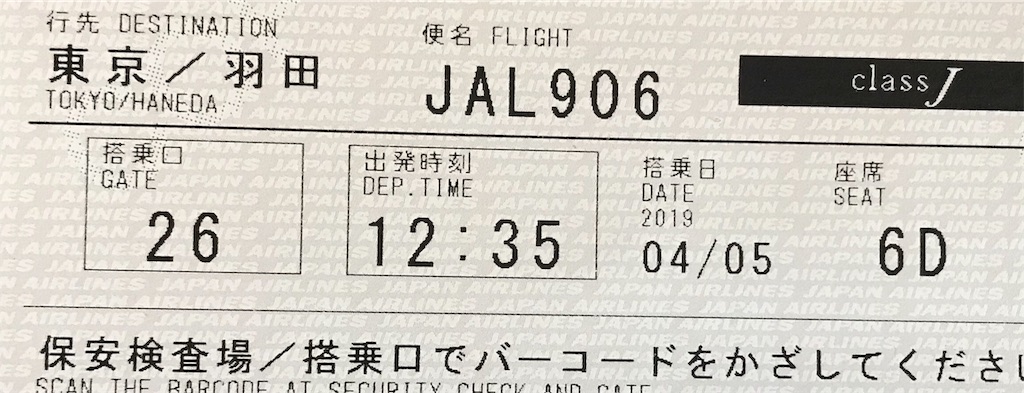 行先 DESTINATION
東京／羽田
TOKYO/HANEDA
便名 FLIGHT
JAL906
class J
搭乗口
GATE
26
出発時刻
DEP.TIME
12:35
搭乗日
DATE
2019
04/05
座席
SEAT
6D
保安検査場／搭乗口でバーコードをかざしてくださ
SCAN THE BARCODE AT SECURITY CHECK AND GATE
JAPAN AIRLINES